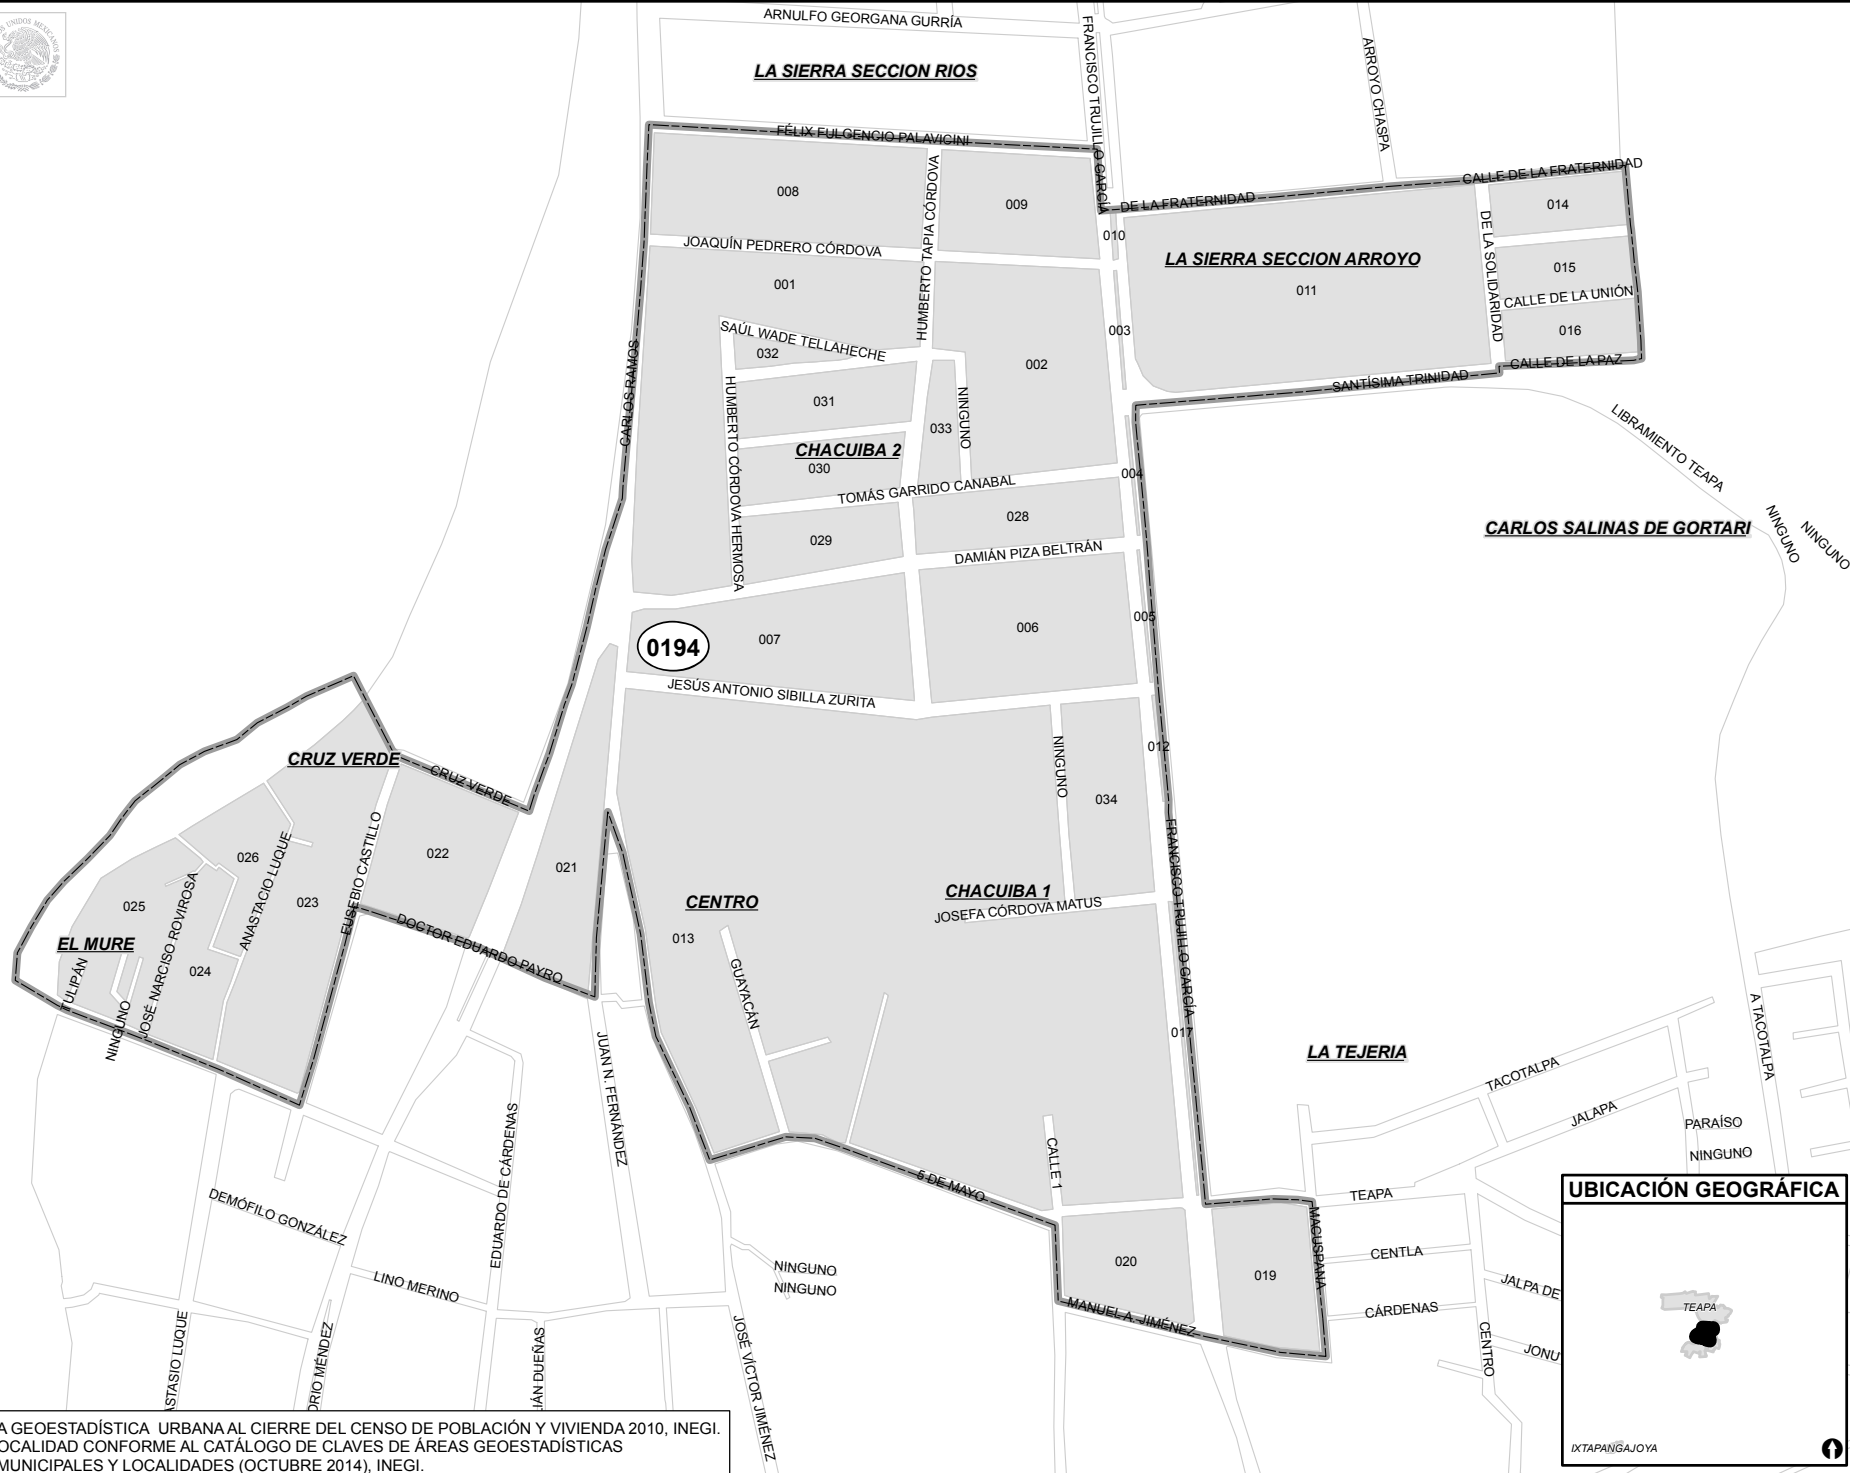 ARNULFO GEORGANA GURRÍA
FRANCISCO TRUJILLO GARCÍA
ARROYO CHASPA
LA SIERRA SECCION RIOS
FÉLIX FULGENCIO PALAVICINI
CALLE DE LA FRATERNIDAD
DE LA FRATERNIDAD
008
009
014
HUMBERTO TAPIA CÓRDOVA
DE LA SOLIDARIDAD
010
JOAQUÍN PEDRERO CÓRDOVA
LA SIERRA SECCION ARROYO
015
001
011
CALLE DE LA UNIÓN
SAÚL WADE TELLAHECHE
003
016
032
002
CALLE DE LA PAZ
SANTÍSIMA TRINIDAD
CARLOS RAMOS
HUMBERTO CÓRDOVA HERMOSA
031
NINGUNO
033
LIBRAMIENTO TEAPA
CHACUIBA 2
030
004
TOMÁS GARRIDO CANABAL
028
CARLOS SALINAS DE GORTARI
NINGUNO
NINGUNO
029
DAMIÁN PIZA BELTRÁN
005
006
007
0194
JESÚS ANTONIO SIBILLA ZURITA
NINGUNO
012
CRUZ VERDE
CRUZ VERDE
034
EUSEBIO CASTILLO
022
026
ANASTACIO LUQUE
021
FRANCISCO TRUJILLO GARCÍA
023
CENTRO
CHACUIBA 1
JOSEFA CÓRDOVA MATUS
025
JOSÉ NARCISO ROVIROSA
DOCTOR EDUARDO PAYRO
013
EL MURE
024
TULIPÁN
GUAYACÁN
NINGUNO
017
A TACOTALPA
LA TEJERIA
TACOTALPA
JUAN N. FERNÁNDEZ
JALAPA
PARAÍSO
NINGUNO
EDUARDO DE CÁRDENAS
CALLE 1
5 DE MAYO
TEAPA
DEMÓFILO GONZÁLEZ
MACUSPANA
CENTLA
020
019
NINGUNO
NINGUNO
LINO MERINO
JALPA DE
CÁRDENAS
MANUEL A. JIMÉNEZ
CENTRO
JONU
ASTASIO LUQUE
ORIO MÉNDEZ
IÁN DUEÑAS
JOSÉ VÍCTOR JIMÉNEZ
UBICACIÓN GEOGRÁFICA
TEAPA
IXTAPANGAJOYA
A GEOESTADÍSTICA URBANA AL CIERRE DEL CENSO DE POBLACIÓN Y VIVIENDA 2010, INEGI.
OCALIDAD CONFORME AL CATÁLOGO DE CLAVES DE ÁREAS GEOESTADÍSTICAS
MUNICIPALES Y LOCALIDADES (OCTUBRE 2014), INEGI.